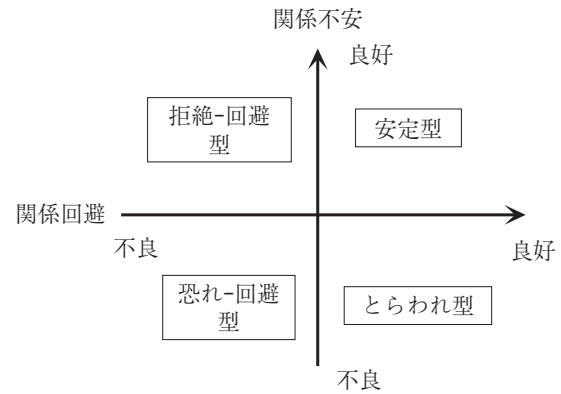 関係不安
良好
拒絶-回避
型
安定型
関係回避
不良
良好
恐れ-回避
型
とらわれ型
不良